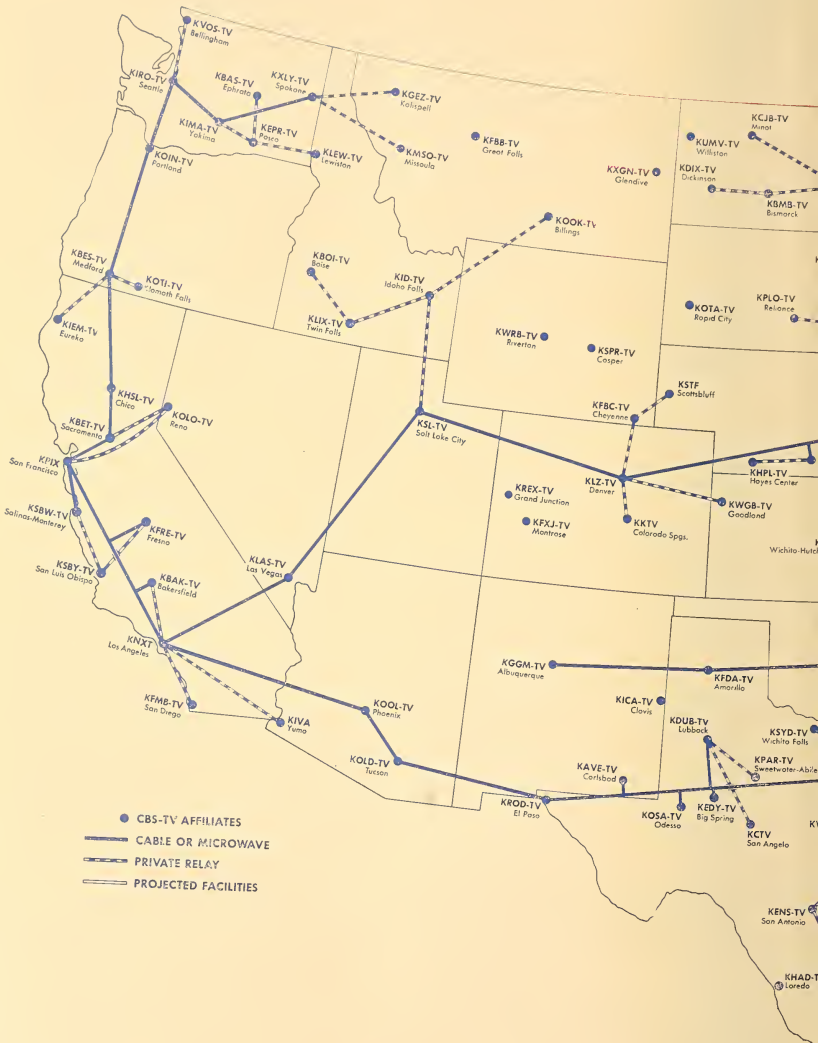 KVOS-TV
Bellingham
KIRO-TV
Seattle
KBAS-TV
Ephrata
KXLY-TV
Spokane
KGEZ-TV
Kalispell
KIMA-TV
Yakima
KEPR-TV
Pasco
KLEW-TV
Lewiston
KMSO-TV
Missoula
KFBB-TV
Great Falls
KXGN-TV
Glendive
KUMV-TV
Williston
KCJB-TV
Minot
KDIX-TV
Dickinson
KBMB-TV
Bismarck
KOIN-TV
Portland
KOOK-TV
Billings
KBES-TV
Medford
KOTI-TV
Klamath Falls
KBOI-TV
Boise
KID-TV
Idaho Falls
KLIX-TV
Twin Falls
KIEM-TV
Eureka
KWRB-TV
Riverton
KSPR-TV
Casper
KOTA-TV
Rapid City
KPLO-TV
Reliance
KHSL-TV
Chico
KOLO-TV
Reno
KBET-TV
Sacramento
KSL-TV
Salt Lake City
KFBC-TV
Cheyenne
KSTF
Scottsbluff
KPIX
San Francisco
KREX-TV
Grand Junction
KLZ-TV
Denver
KHPL-TV
Hayes Center
KWGB-TV
Goodland
KSBW-TV
Salinas-Monterey
KFRE-TV
Fresno
KFXJ-TV
Montrose
KKTV
Colorado Spgs.
K
Wichita-Hutch
KSBY-TV
San Luis Obispo
KBAK-TV
Bakersfield
KLAS-TV
Las Vegas
KNXT
Los Angeles
KGGM-TV
Albuquerque
KFDA-TV
Amarillo
KFMB-TV
San Diego
KIVA
Yuma
KOOL-TV
Phoenix
KICA-TV
Clovis
KDUB-TV
Lubbock
KSYD-TV
Wichita Falls
KPAR-TV
Sweetwater-Abile
KOLD-TV
Tucson
KAVE-TV
Carlsbad
KROD-TV
El Paso
KOSA-TV
Odessa
KEDY-TV
Big Spring
KCTV
San Angelo
CBS-TV AFFILIATES
CABLE OR MICROWAVE
PRIVATE RELAY
PROJECTED FACILITIES
KENS-TV
San Antonio
KHAD-T
Laredo